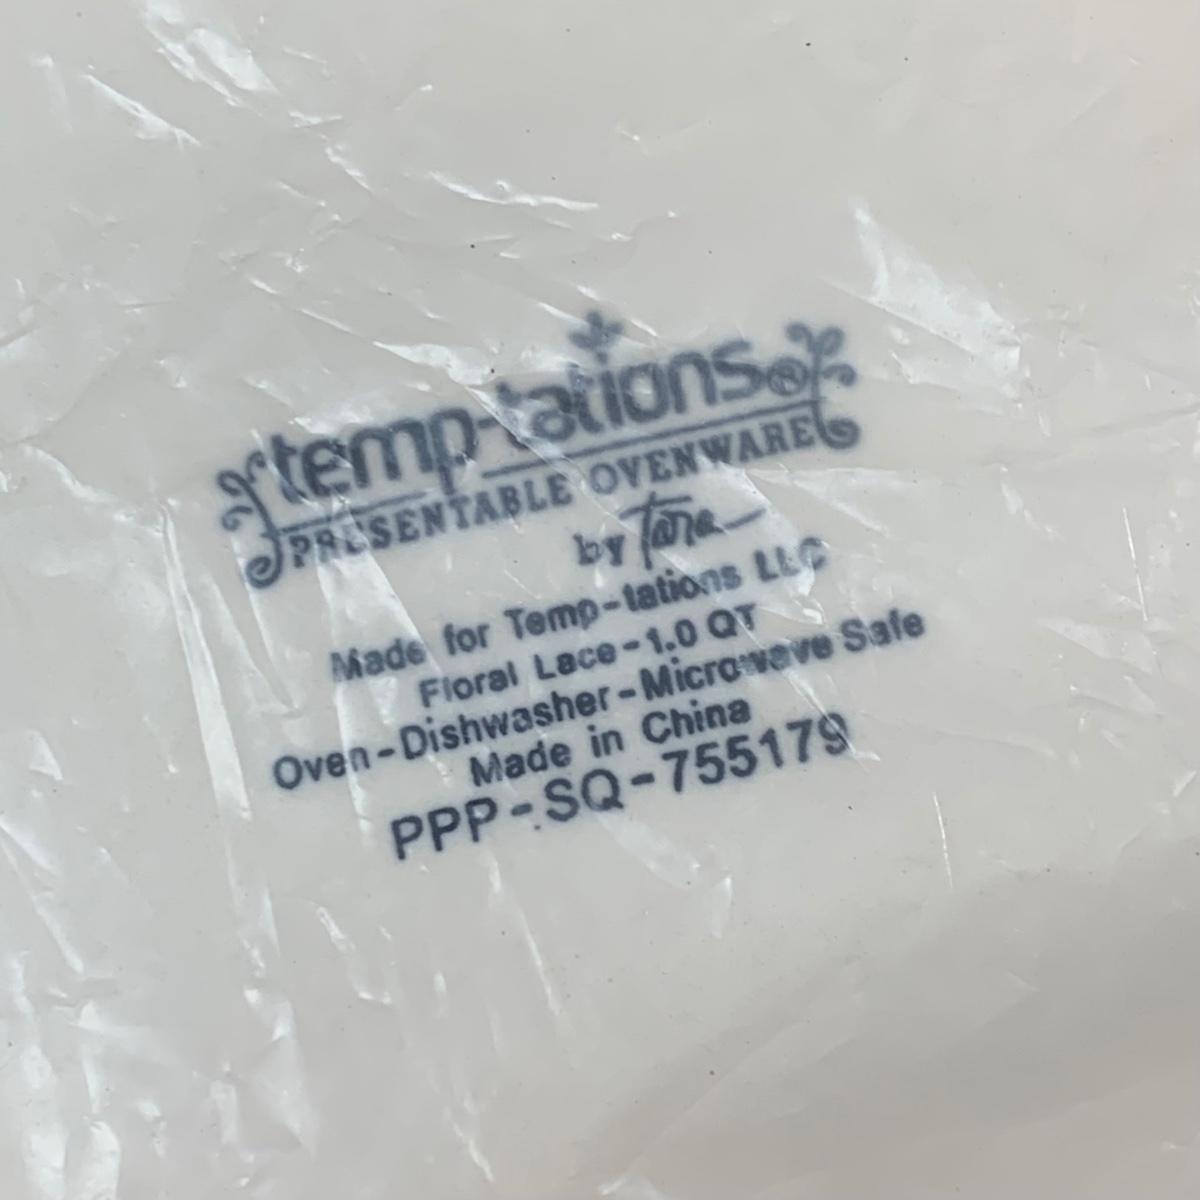 temp-tations®
PRESENTABLE OVENWARE
by Tara
Made for Temp-tations LLC
Floral Lace-1.0 QT
Oven-Dishwasher-Microwave Safe
Made in China
PPP-SQ-755179